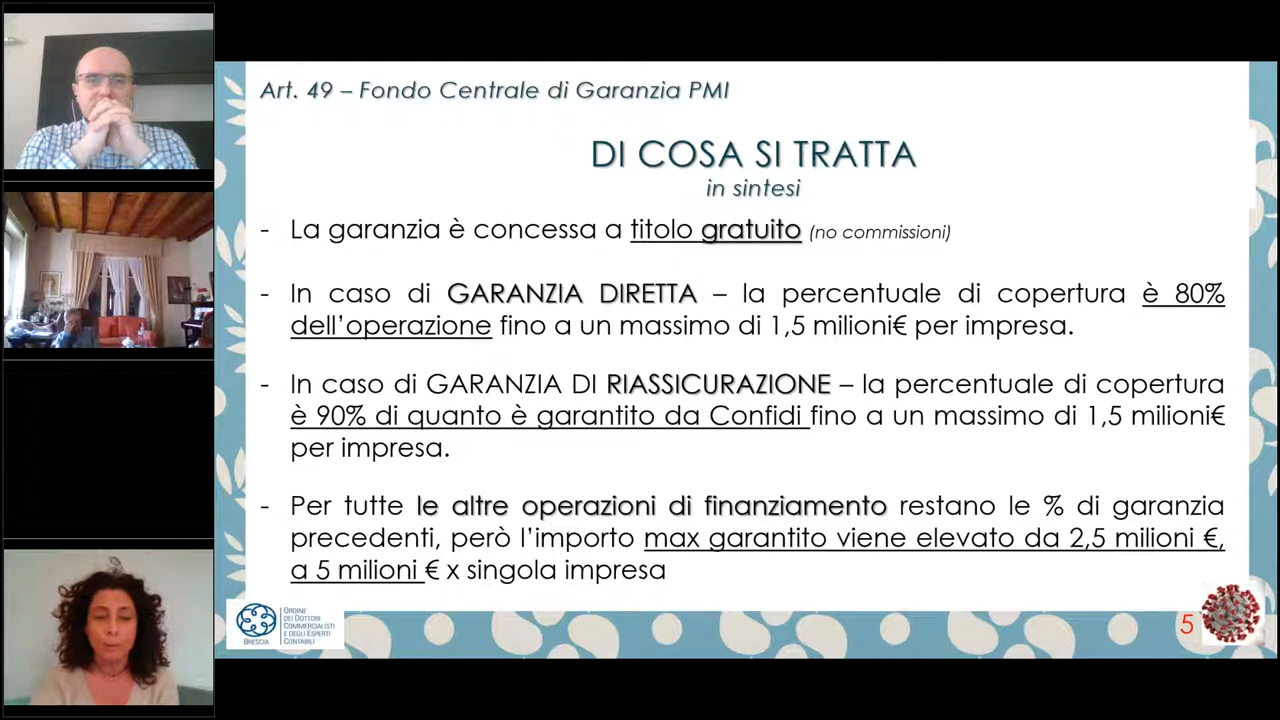 Art. 49 – Fondo Centrale di Garanzia PMI
DI COSA SI TRATTA
in sintesi
- La garanzia è concessa a titolo gratuito (no commissioni)
- In caso di GARANZIA DIRETTA – la percentuale di copertura è 80%
dell'operazione fino a un massimo di 1,5 milioni€ per impresa.
- In caso di GARANZIA DI RIASSICURAZIONE – la percentuale di copertura
è 90% di quanto è garantito da Confidi fino a un massimo di 1,5 milioni€
per impresa.
- Per tutte le altre operazioni di finanziamento restano le % di garanzia
precedenti, però l'importo max garantito viene elevato da 2,5 milioni €,
a 5 milioni € x singola impresa
ORDINE
DEI DOTTORI
COMMERCIALISTI
E DEGLI ESPERTI
CONTABILI
BRESCIA
5